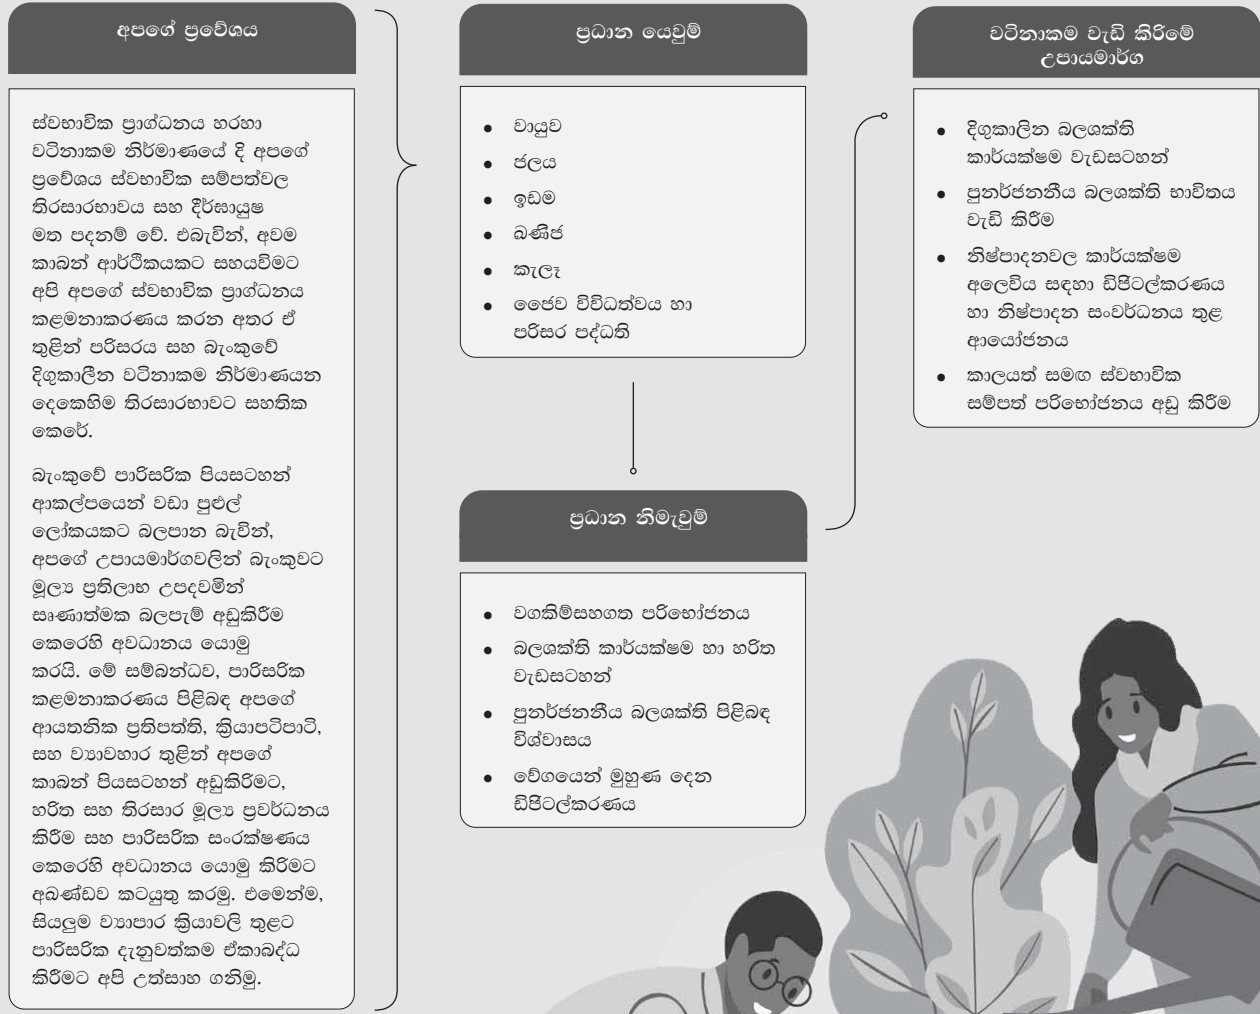 අපගේ ප්‍රවේශය
ස්වභාවික ප්‍රාග්ධනය හරහා
වටිනාකම නිර්මාණයේ දි අපගේ
ප්‍රවේශය ස්වභාවික සම්පත්වල
තිරසාරභාවය සහ දීර්ඝායුෂ
මත පදනම් වේ. එබැවින්, අවම
කාබන් ආර්ථිකයකට සහයවිමට
අපි අපගේ ස්වභාවික ප්‍රාග්ධනය
කළමනාකරණය කරන අතර ඒ
තුළින් පරිසරය සහ බැංකුවේ
දිගුකාලීන වටිනාකම නිර්මාණයන
දෙකෙහිම තිරසාරභාවට සහතික
කෙරේ.
බැංකුවේ පාරිසරික පියසටහන්
ආකල්පයෙන් වඩා පුළුල්
ලෝකයකට බලපාන බැවින්,
අපගේ උපායමාර්ගවලින් බැංකුවට
මූල්‍ය ප්‍රතිලාභ උපදවමින්
ඍණාත්මක බලපෑම් අඩුකිරීම
කෙරෙහි අවධානය යොමු
කරයි. මේ සම්බන්ධව, පාරිසරික
කළමනාකරණය පිළිබඳ අපගේ
ආයතනික ප්‍රතිපත්ති, ක්‍රියාපටිපාටි,
සහ ව්‍යාවහාර තුළින් අපගේ
කාබන් පියසටහන් අඩුකිරිමට,
හරිත සහ තිරසාර මූල්‍ය ප්‍රවර්ධනය
කිරීම සහ පාරිසරික සංරක්ෂණය
කෙරෙහි අවධානය යොමු කිරිමට
අඛණ්ඩව කටයුතු කරමු. එමෙන්ම,
සියලුම ව්‍යාපාර ක්‍රියාවලි තුළට
පාරිසරික දැනුවත්කම ඒකාබද්ධ
කිරීමට අපි උත්සාහ ගනිමු.
ප්‍රධාන යෙවුම්
• වායුව
• ජලය
• ඉඩම
• ඛණිජ
• කැලෑ
• ජෛව විවිධත්වය හා
පරිසර පද්ධති
ප්‍රධාන නිමැවුම්
• වගකිම්සහගත පරිභෝජනය
• බලශක්ති කාර්යක්ෂම හා හරිත
වැඩසටහන්
• පුනර්ජනනීය බලශක්ති පිළිබඳ
විශ්වාසය
• වේගයෙන් මුහුණ දෙන
ඩිජිටල්කරණය
වටිනාකම වැඩි කිරිමේ
උපායමාර්ග
• දිගුකාලින බලශක්ති
කාර්යක්ෂම වැඩසටහන්
• පුනර්ජනනීය බලශක්ති භාවිතය
වැඩි කිරීම
• නිෂ්පාදනවල කාර්යක්ෂම
අලෙවිය සඳහා ඩිජිටල්කරණය
හා නිෂ්පාදන සංවර්ධනය තුළ
ආයෝජනය
• කාලයත් සමඟ ස්වභාවික
සම්පත් පරිභෝජනය අඩු කිරීම